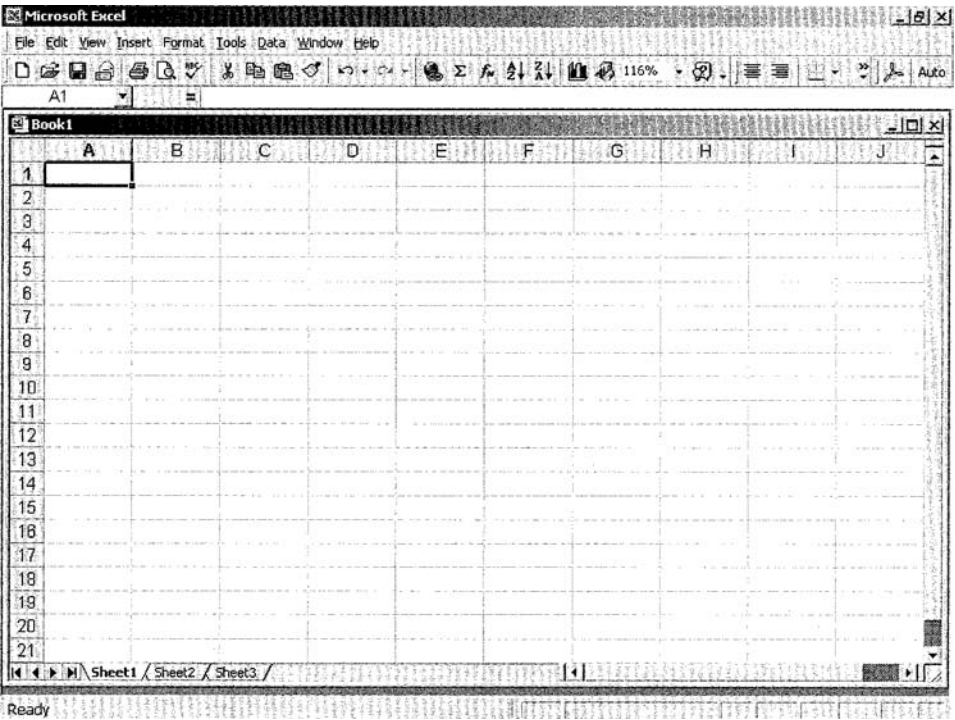 Microsoft Excel
File Edit View Insert Format Tools Data Window Help
116% Auto
A1 =
Book1
A B C D E F G H I J
1
2
3
4
5
6
7
8
9
10
11
12
13
14
15
16
17
18
19
20
21
Sheet1 Sheet2 Sheet3
Ready